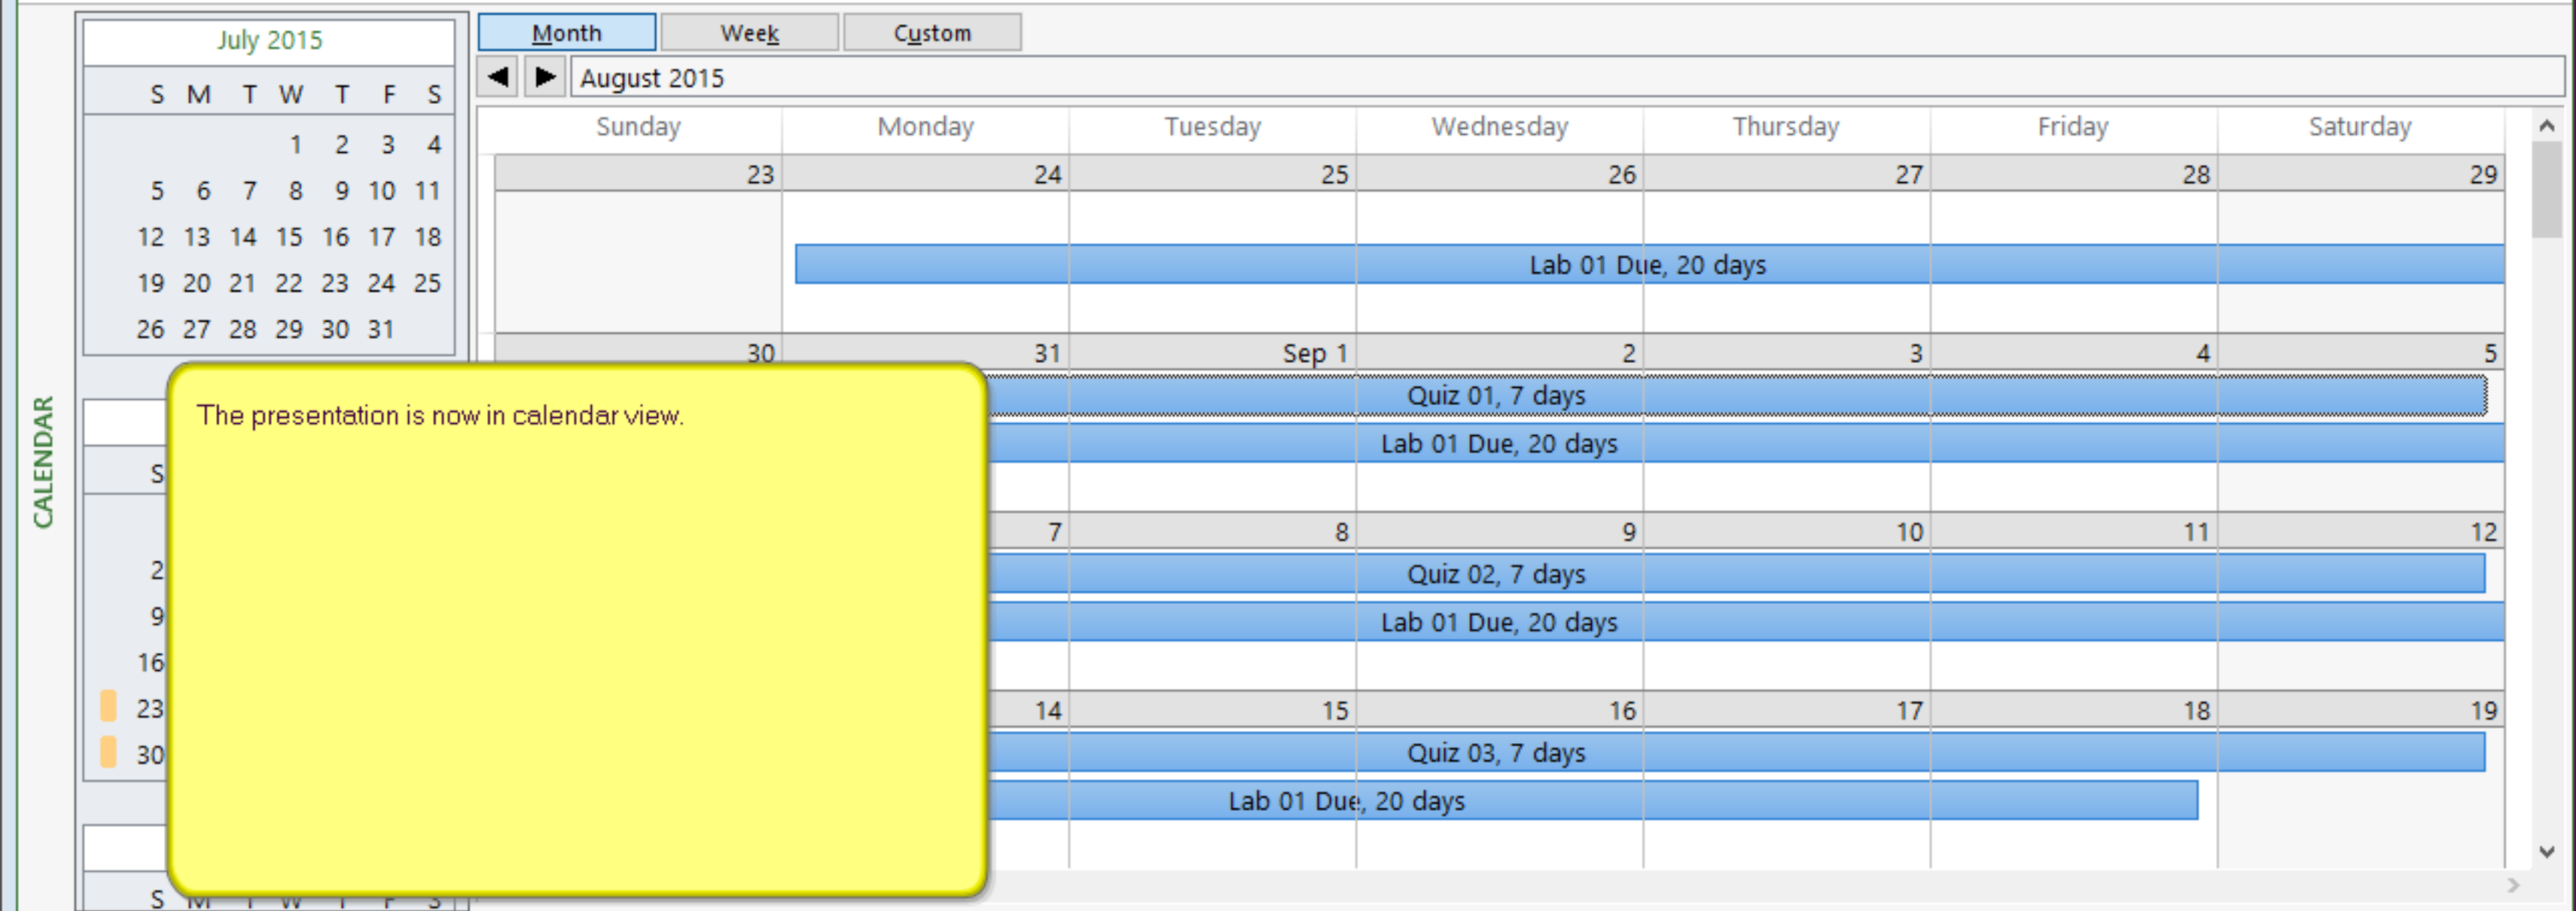 CALENDAR
July 2015
S M T W T F S
1 2 3 4
5 6 7 8 9 10 11
12 13 14 15 16 17 18
19 20 21 22 23 24 25
26 27 28 29 30 31
S
2
9
16
23
30
S M T W T F S
Month Week Custom
August 2015
Sunday Monday Tuesday Wednesday Thursday Friday Saturday
23 24 25 26 27 28 29
Lab 01 Due, 20 days
30 31 Sep 1 2 3 4 5
Quiz 01, 7 days
Lab 01 Due, 20 days
7 8 9 10 11 12
Quiz 02, 7 days
Lab 01 Due, 20 days
14 15 16 17 18 19
Quiz 03, 7 days
Lab 01 Due, 20 days
The presentation is now in calendar view.